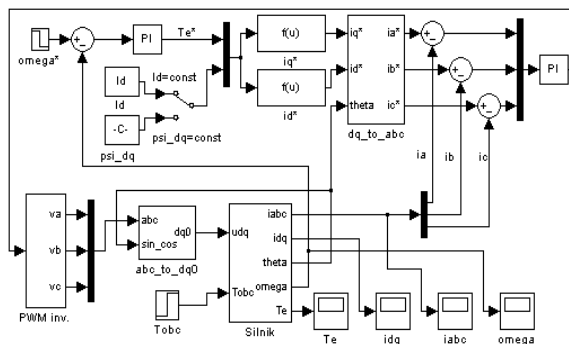 omega*
PI
Te*
Id
Id
Id=const
-C-
psi_dq
psi_dq=const
f(u)
iq*
f(u)
id*
iq*
id*
theta
ia*
ib*
ic*
dq_to_abc
PI
ia
ib
ic
va
vb
vc
PWM inv.
abc
sin_cos
dq0
abc_to_dq0
Tobc
udq
Tobc
iabc
idq
theta
omega
Te
Silnik
Te
idq
iabc
omega